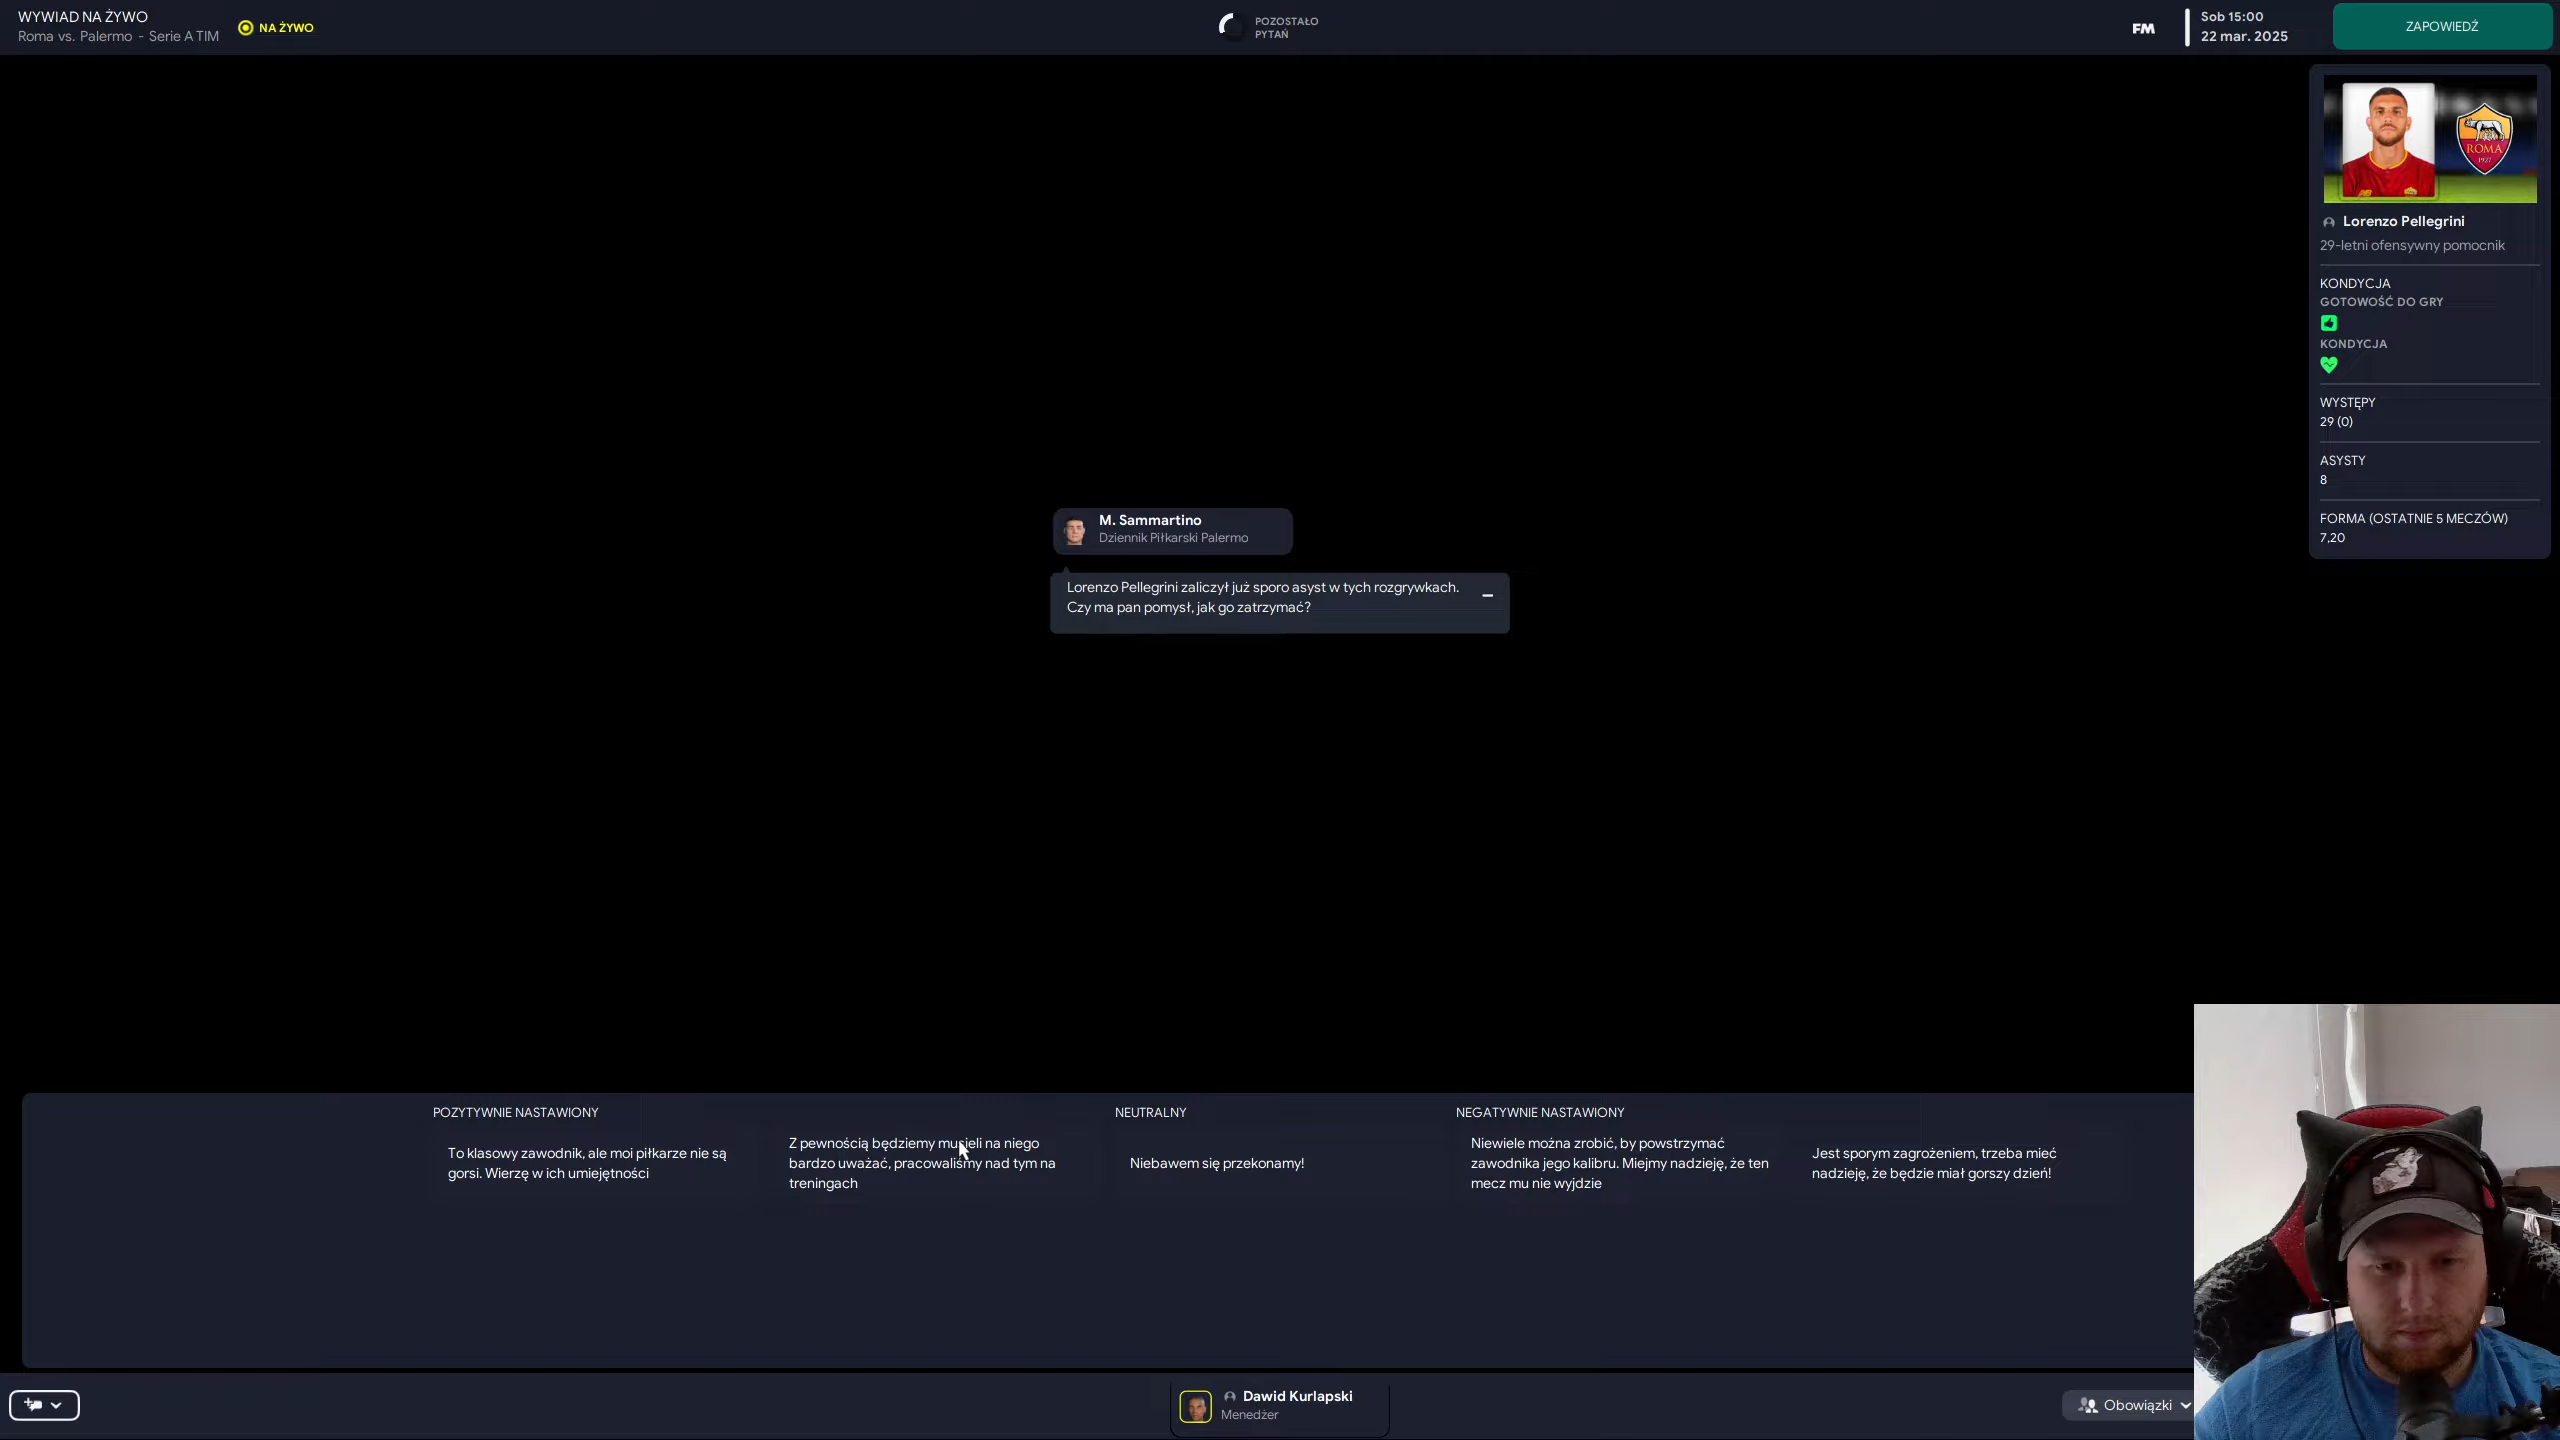 WYWIAD NA ŻYWO
Roma vs. Palermo - Serie A TIM
NA ŻYWO
POZOSTAŁO
PYTAŃ
FM
Sob 15:00
22 mar. 2025
ZAPOWIEDŹ
ROMA
1927
Lorenzo Pellegrini
29-letni ofensywny pomocnik
KONDYCJA
GOTOWOŚĆ DO GRY
KONDYCJA
WYSTĘPY
29 (0)
ASYSTY
8
FORMA (OSTATNIE 5 MECZÓW)
7,20
M. Sammartino
Dziennik Piłkarski Palermo
Lorenzo Pellegrini zaliczył już sporo asyst w tych rozgrywkach.
Czy ma pan pomysł, jak go zatrzymać?
POZYTYWNIE NASTAWIONY
To klasowy zawodnik, ale moi piłkarze nie są
gorsi. Wierzę w ich umiejętności
Z pewnością będziemy musieli na niego
bardzo uważać, pracowaliśmy nad tym na
treningach
NEUTRALNY
Niebawem się przekonamy!
NEGATYWNIE NASTAWIONY
Niewiele można zrobić, by powstrzymać
zawodnika jego kalibru. Miejmy nadzieję, że ten
mecz mu nie wyjdzie
Jest sporym zagrożeniem, trzeba mieć
nadzieję, że będzie miał gorszy dzień!
Dawid Kurlapski
Menedżer
Obowiązki